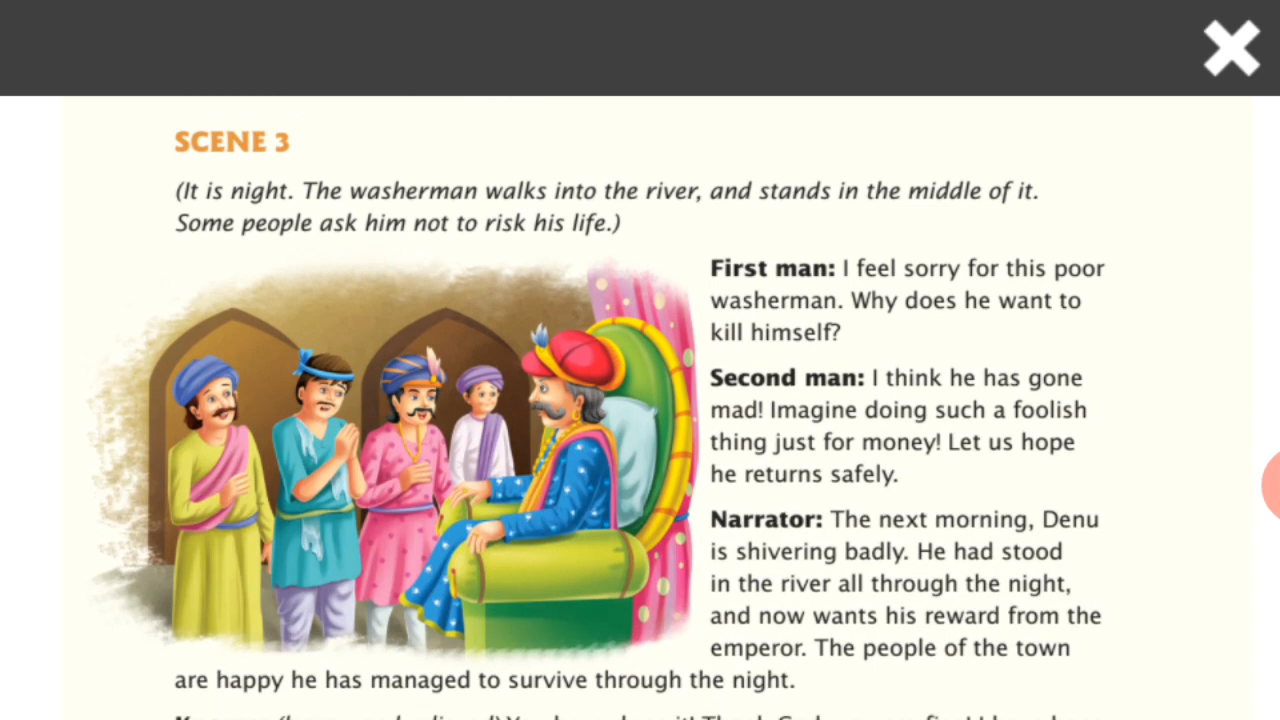 SCENE 3
(It is night. The washerman walks into the river, and stands in the middle of it.
Some people ask him not to risk his life.)
First man: I feel sorry for this poor
washerman. Why does he want to
kill himself?
Second man: I think he has gone
mad! Imagine doing such a foolish
thing just for money! Let us hope
he returns safely.
Narrator: The next morning, Denu
is shivering badly. He had stood
in the river all through the night,
and now wants his reward from the
emperor. The people of the town
are happy he has managed to survive through the night.